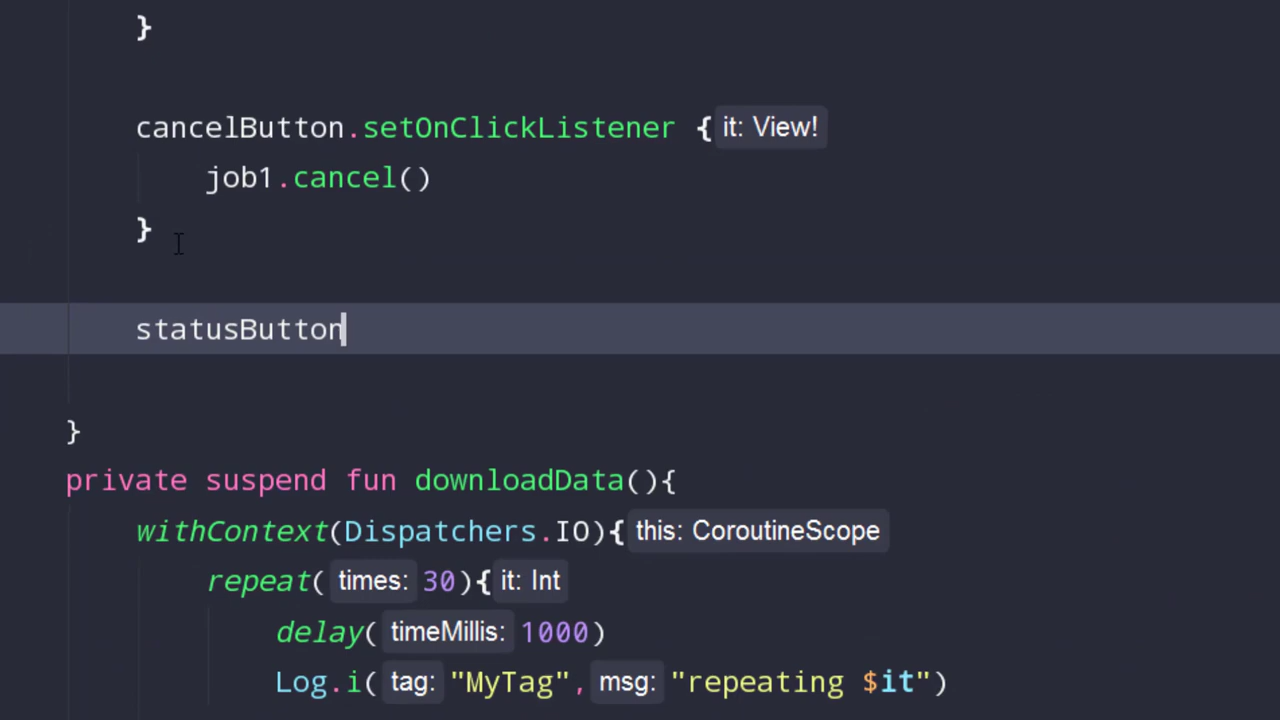 }
cancelButton.setOnClickListener { it: View!
job1.cancel()
}
statusButton
}
private suspend fun downloadData(){
withContext(Dispatchers.IO){ this: CoroutineScope
repeat( times: 30){ it: Int
delay( timeMillis: 1000)
Log.i( tag: "MyTag", msg: "repeating $it")